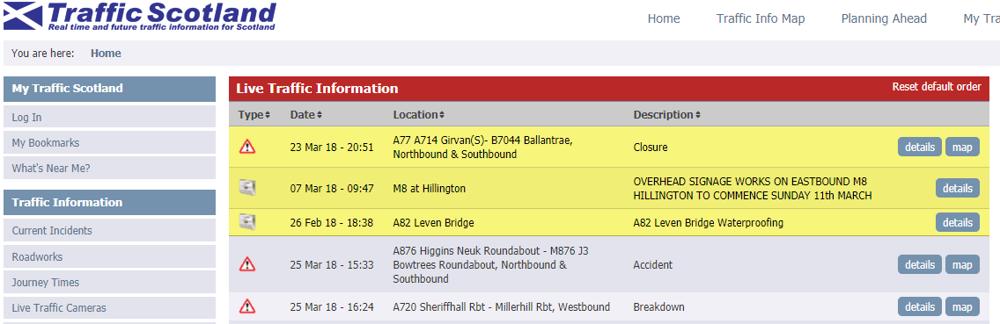 Traffic Scotland
Real time and future traffic information for Scotland
Home Traffic Info Map Planning Ahead My Tra
You are here: Home
My Traffic Scotland
Log In
My Bookmarks
What's Near Me?
Traffic Information
Current Incidents
Roadworks
Journey Times
Live Traffic Cameras
Live Traffic Information Reset default order
Type Date Location Description
23 Mar 18 - 20:51 A77 A714 Girvan(S)- B7044 Ballantrae, Closure details map
Northbound & Southbound
07 Mar 18 - 09:47 M8 at Hillington OVERHEAD SIGNAGE WORKS ON EASTBOUND M8 details
HILLINGTON TO COMMENCE SUNDAY 11th MARCH
26 Feb 18 - 18:38 A82 Leven Bridge A82 Leven Bridge Waterproofing details
25 Mar 18 - 15:33 A876 Higgins Neuk Roundabout - M876 J3 Accident details map
Bowtrees Roundabout, Northbound &
Southbound
25 Mar 18 - 16:24 A720 Sheriffhall Rbt - Millerhill Rbt, Westbound Breakdown details map